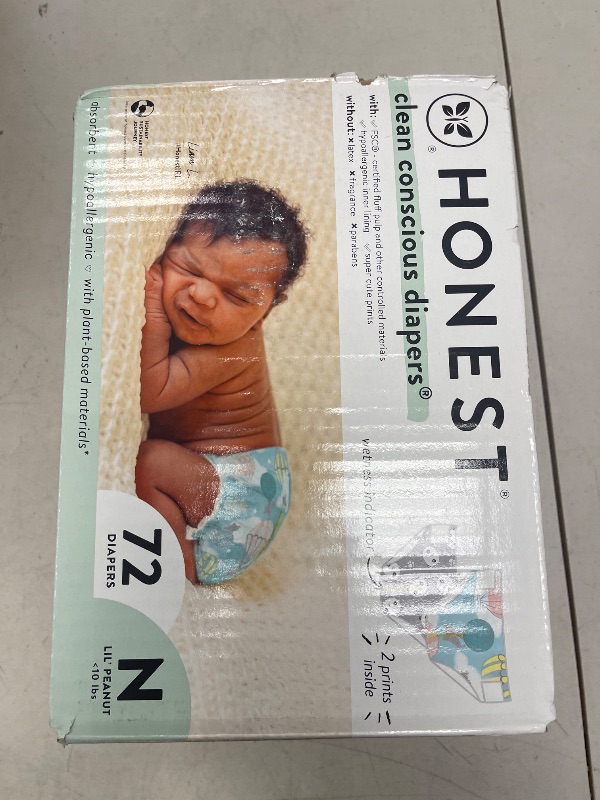 HONEST®
®
clean conscious diapers®
with: ✓ FSC® - certified fluff pulp and other controlled materials
✓ hypoallergenic inner lining ✓ super cute prints
without: × latex × fragrance × parabens
wetness indicator
2 prints
inside
72
DIAPERS
N
LIL' PEANUT
<10 lbs
absorbent ♡ hypoallergenic ♡ with plant-based materials*